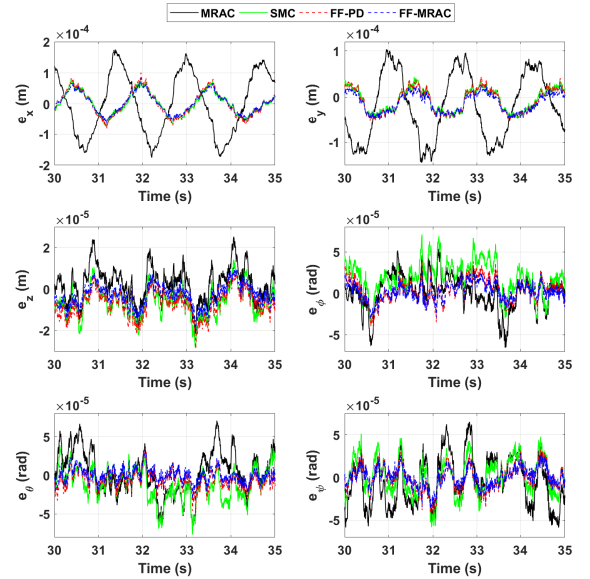 MRAC SMC FF-PD FF-MRAC
×10⁻⁴ ×10⁻⁴
2
1
0
-1
-2
e_x (m)
30 31 32 33 34 35
Time (s)
1
0
-1
e_y (m)
30 31 32 33 34 35
Time (s)
×10⁻⁵ ×10⁻⁵
2
0
-2
e_z (m)
30 31 32 33 34 35
Time (s)
5
0
-5
e_ϕ (rad)
30 31 32 33 34 35
Time (s)
×10⁻⁵ ×10⁻⁵
5
0
-5
e_θ (rad)
30 31 32 33 34 35
Time (s)
5
0
-5
e_ψ (rad)
30 31 32 33 34 35
Time (s)